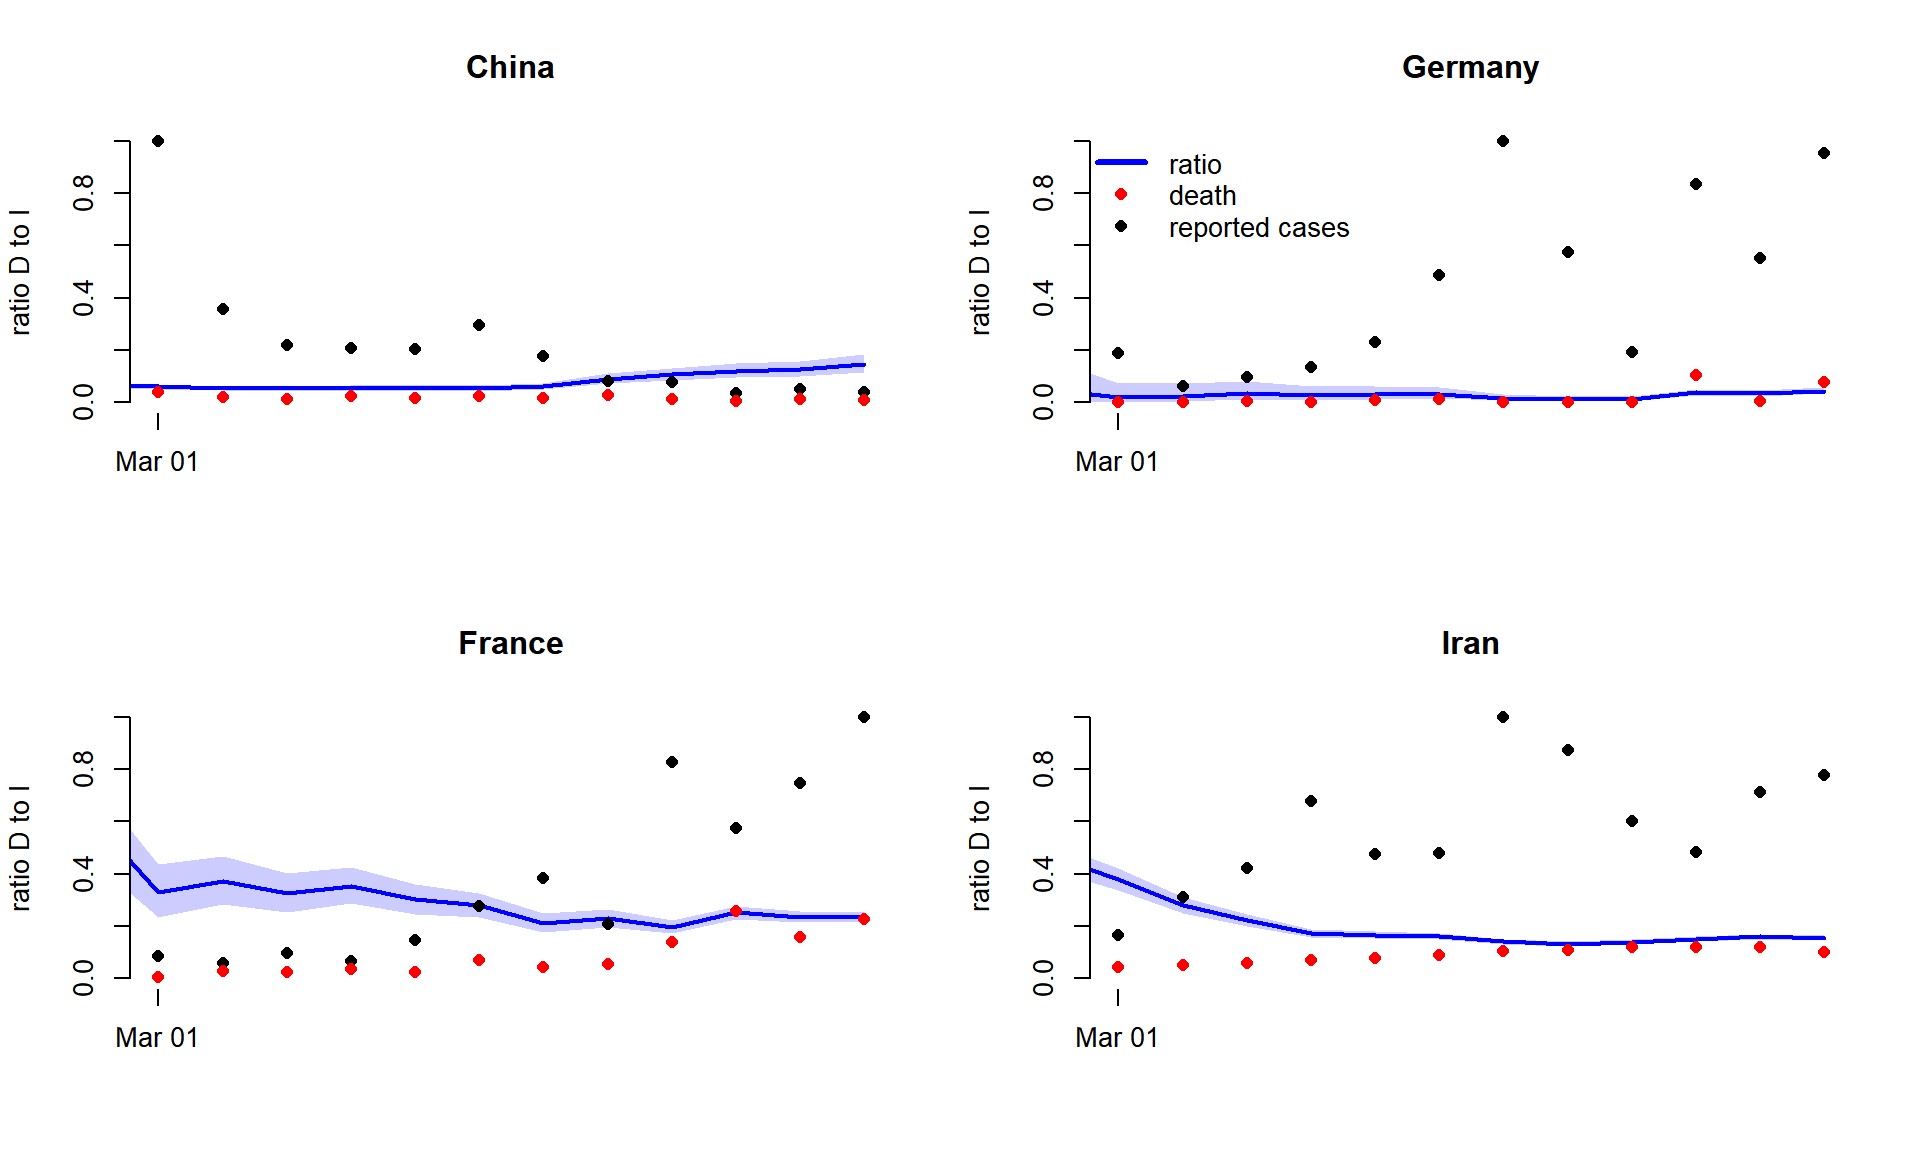 China
ratio D to I
0.0
0.4
0.8
Mar 01
Germany
ratio D to I
0.0
0.4
0.8
ratio
death
reported cases
Mar 01
France
ratio D to I
0.0
0.4
0.8
Mar 01
Iran
ratio D to I
0.0
0.4
0.8
Mar 01